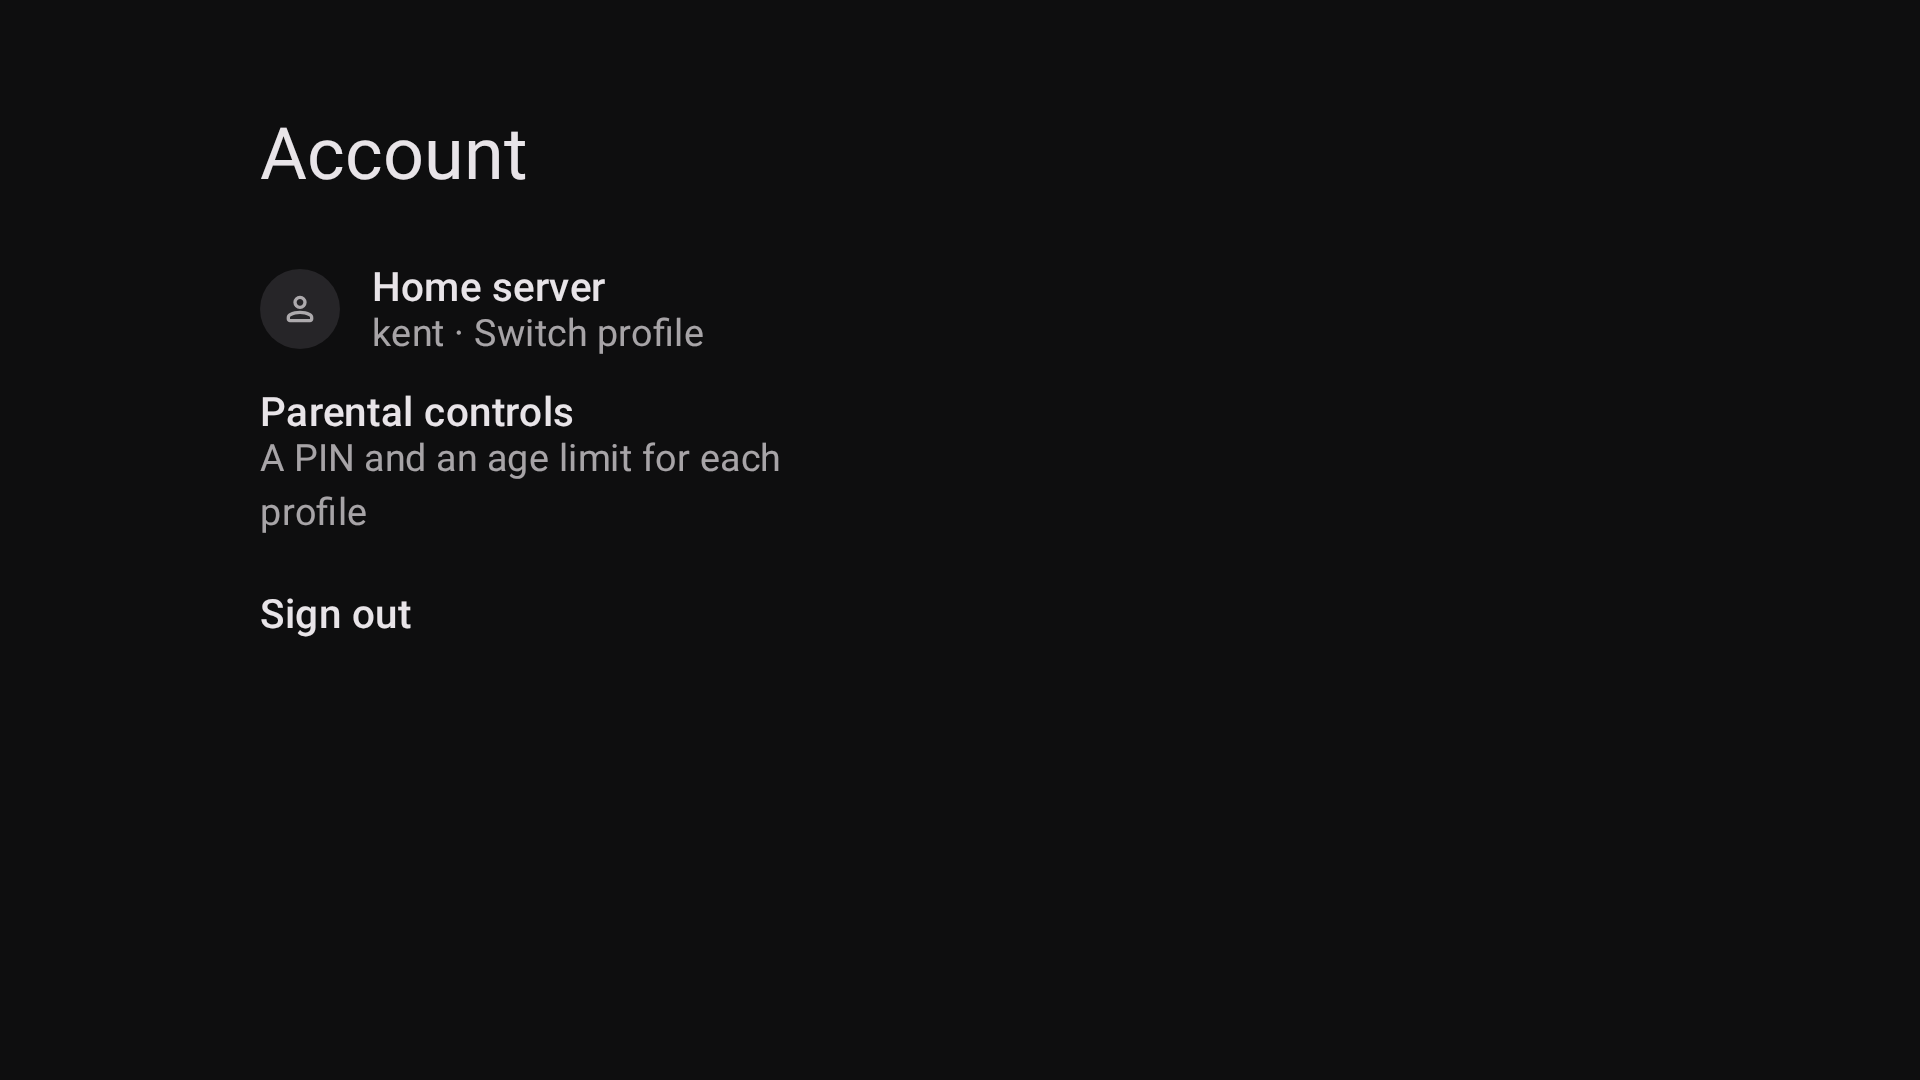 Account
Home server
kent · Switch profile
Parental controls
A PIN and an age limit for each
profile
Sign out